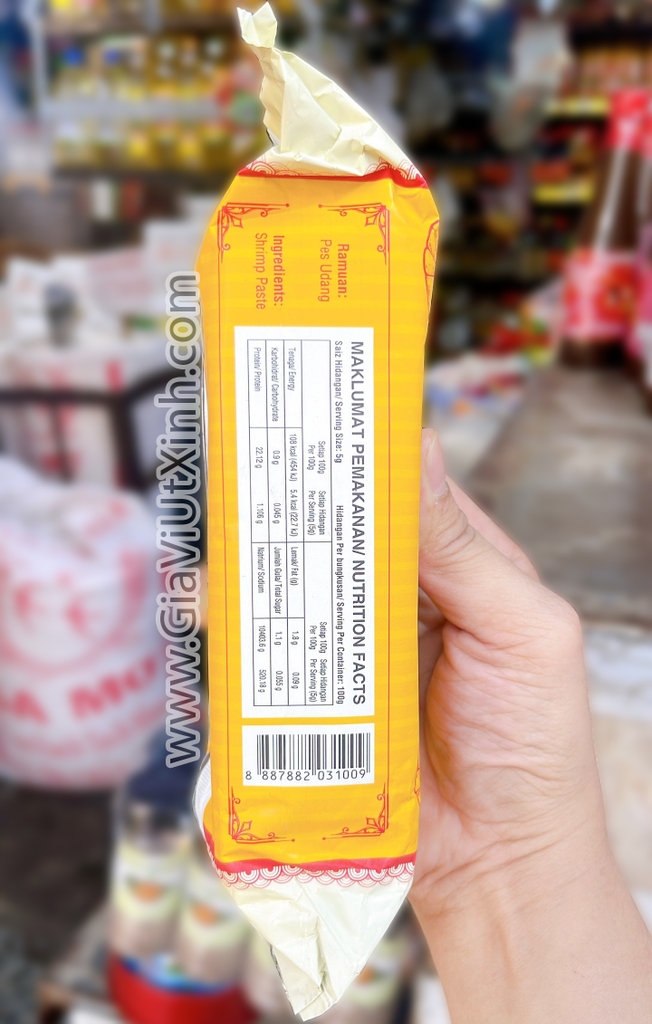 Ramuan:
Pes Udang
Ingredients:
Shrimp Paste
MAKLUMAT PEMAKANAN/ NUTRITION FACTS
Saiz Hidangan/ Serving Size: 5g Hidangan Per bungkusan/ Serving Per Container: 100g
Setiap 100g Setiap Hidangan Setiap 100g Setiap Hidangan
Per 100g Per Serving (5g) Per 100g Per Serving (5g)
Tenaga/ Energy 108 kcal (454 kJ) 5.4 kcal (22.7 kJ) Lemak/ Fat (g) 1.8 g 0.09 g
Karbohidrat/ Carbohydrate 0.9 g 0.045 g Jumlah Gula/ Total Sugar 1.1 g 0.055 g
Protein/ Protein 22.12 g 1.106 g Natrium/ Sodium 10403.6 g 520.18 g
8 887882 031009
www.GiaViUtXinh.com